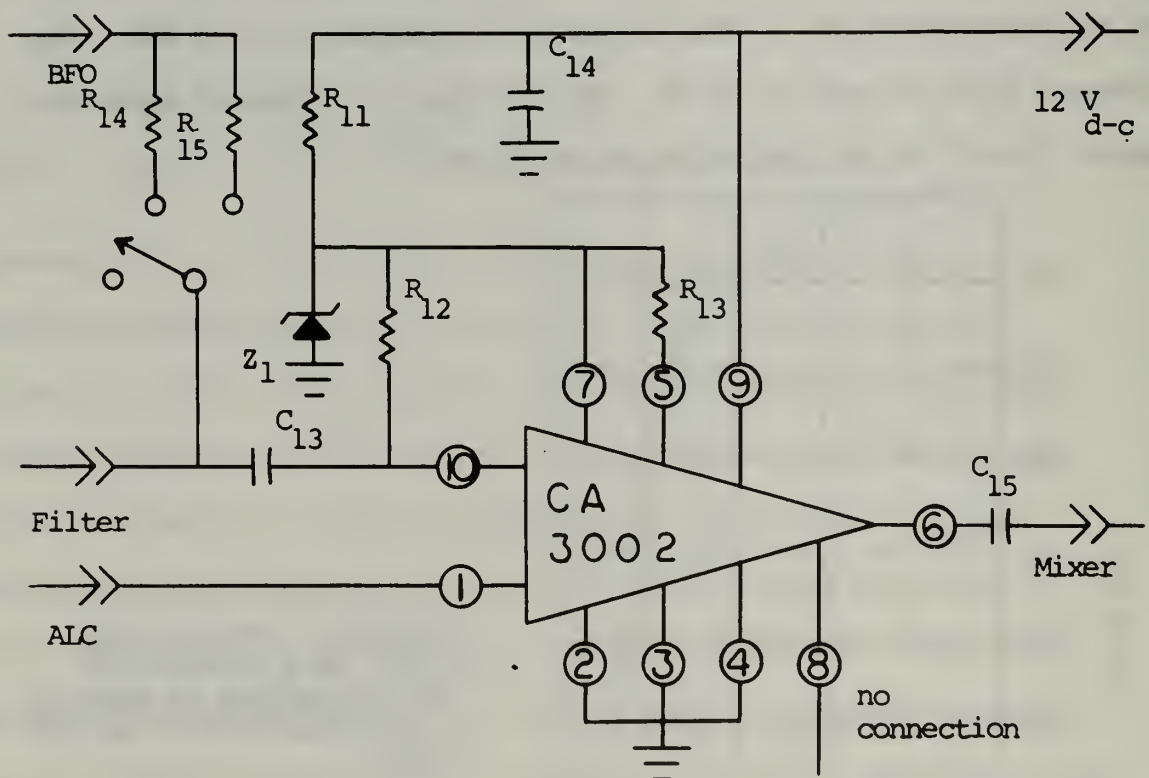 BFO
R14
R15
R11
C14
12 V d-c
R12
R13
Z1
7
5
9
C13
10
CA
3002
C15
6
Filter
Mixer
1
ALC
2
3
4
8
no
connection